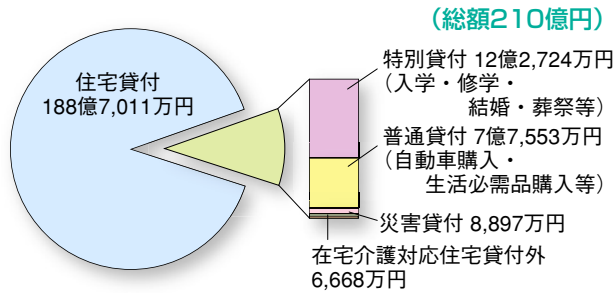 （総額210億円）
住宅貸付
188億7,011万円
特別貸付 12億2,724万円
（入学・修学・
結婚・葬祭等）
普通貸付 7億7,553万円
（自動車購入・
生活必需品購入等）
災害貸付 8,897万円
在宅介護対応住宅貸付外
6,668万円